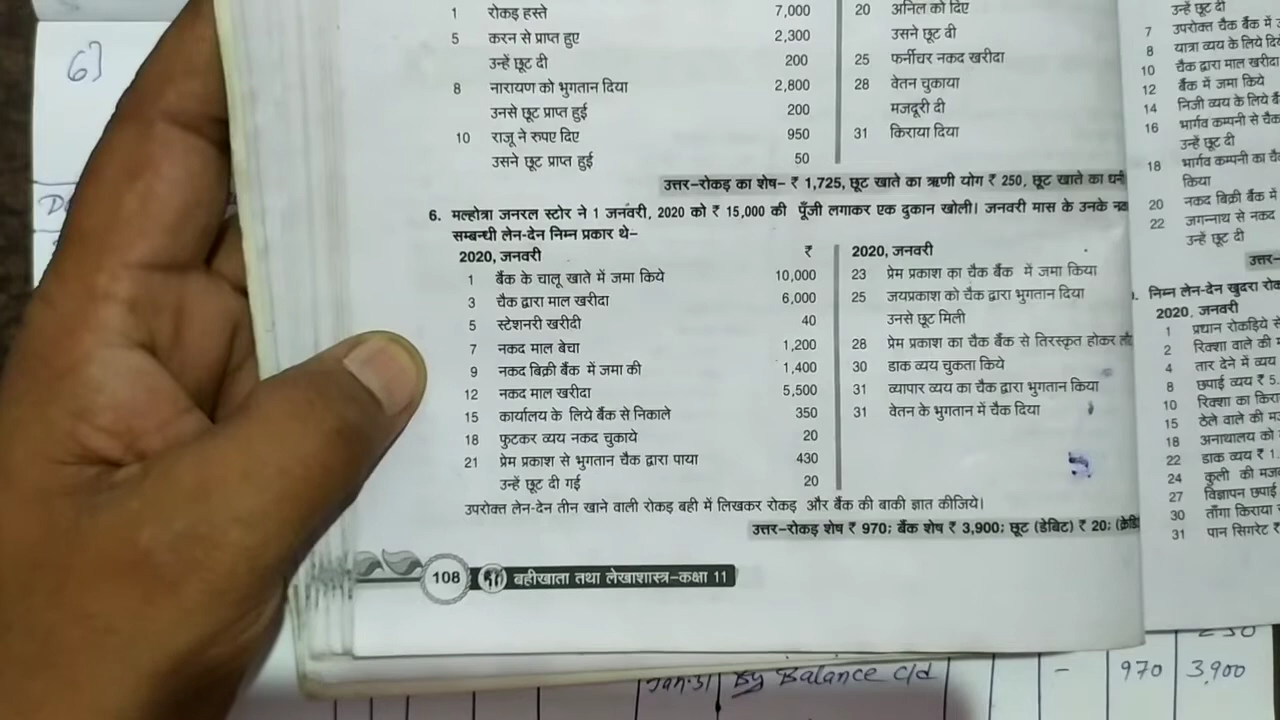 6]
1 रोकड़ हस्ते 7,000
5 करन से प्राप्त हुए 2,300
उन्हें छूट दी 200
8 नारायण को भुगतान दिया 2,800
उनसे छूट प्राप्त हुई 200
10 राजू ने रुपए दिए 950
उसने छूट प्राप्त हुई 50
20 अनिल को दिए
उसने छूट दी
25 फर्नीचर नकद खरीदा
28 वेतन चुकाया
मजदूरी दी
31 किराया दिया
उत्तर-रोकड़ का शेष- ₹ 1,725, छूट खाते का ऋणी योग ₹ 250, छूट खाते का
6. मल्होत्रा जनरल स्टोर ने 1 जनवरी, 2020 को ₹ 15,000 की पूँजी लगाकर एक दुकान खोली। जनवरी मास के उनके
सम्बन्धी लेन-देन निम्न प्रकार थे-
2020, जनवरी ₹
1 बैंक के चालू खाते में जमा किये 10,000
3 चैक द्वारा माल खरीदा 6,000
5 स्टेशनरी खरीदी 40
7 नकद माल बेचा 1,200
9 नकद बिक्री बैंक में जमा की 1,400
12 नकद माल खरीदा 5,500
15 कार्यालय के लिये बैंक से निकाले 350
18 फुटकर व्यय नकद चुकाये 20
21 प्रेम प्रकाश से भुगतान चैक द्वारा पाया 430
उन्हें छूट दी गई 20
2020, जनवरी
23 प्रेम प्रकाश का चैक बैंक में जमा किया
25 जयप्रकाश को चैक द्वारा भुगतान दिया
उनसे छूट मिली
28 प्रेम प्रकाश का चैक बैंक से तिरस्कृत होकर
30 डाक व्यय चुकता किये
31 व्यापार व्यय का चैक द्वारा भुगतान किया
31 वेतन के भुगतान में चैक दिया
उपरोक्त लेन-देन तीन खाने वाली रोकड़ बही में लिखकर रोकड़ और बैंक की बाकी ज्ञात कीजिये।
उत्तर-रोकड़ शेष ₹ 970; बैंक शेष ₹ 3,900; छूट (डेबिट) ₹ 20;
108 बहीखाता तथा लेखाशास्त्र-कक्षा 11
उन्हें छूट दी
7 उपरोक्त चैक बैंक में
8 यात्रा व्यय के लिये
10 चैक द्वारा माल खरीदा
12 बैंक में जमा किये
14 निजी व्यय के लिये
16 भार्गव कम्पनी से चैक
उन्हें छूट दी
18 भार्गव कम्पनी का
किया
20 नकद बिक्री बैंक में
22 जगन्नाथ से नकद
उन्हें छूट दी
उत्तर-
निम्न लेन-देन खुदरा
2020, जनवरी
1 प्रधान रोकड़िये से
2 रिक्शा वाले की
4 तार देने में व्यय
8 छपाई व्यय ₹ 5
10 रिक्शा का किरा
15 ठेले वाले की
18 अनाथालय को
22 डाक व्यय ₹ 1
24 कुली की
27 विज्ञापन छपाई
30 ताँगा किराया
31 पान सिगरेट ₹
Jan.31 By Balance c/d - 970 3,900